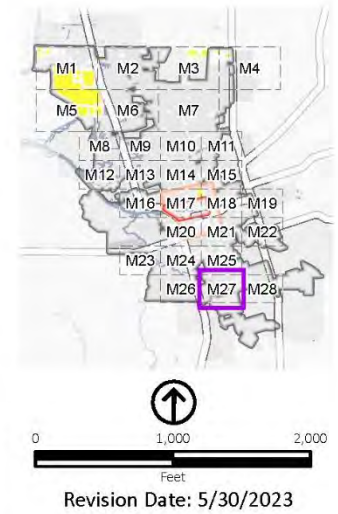 M1 M2 M3 M4
M5 M6 M7
M8 M9 M10 M11
M12 M13 M14 M15
M16 M17 M18 M19
M20 M21 M22
M23 M24 M25
M26 M27 M28
0 1,000 2,000
Feet
Revision Date: 5/30/2023